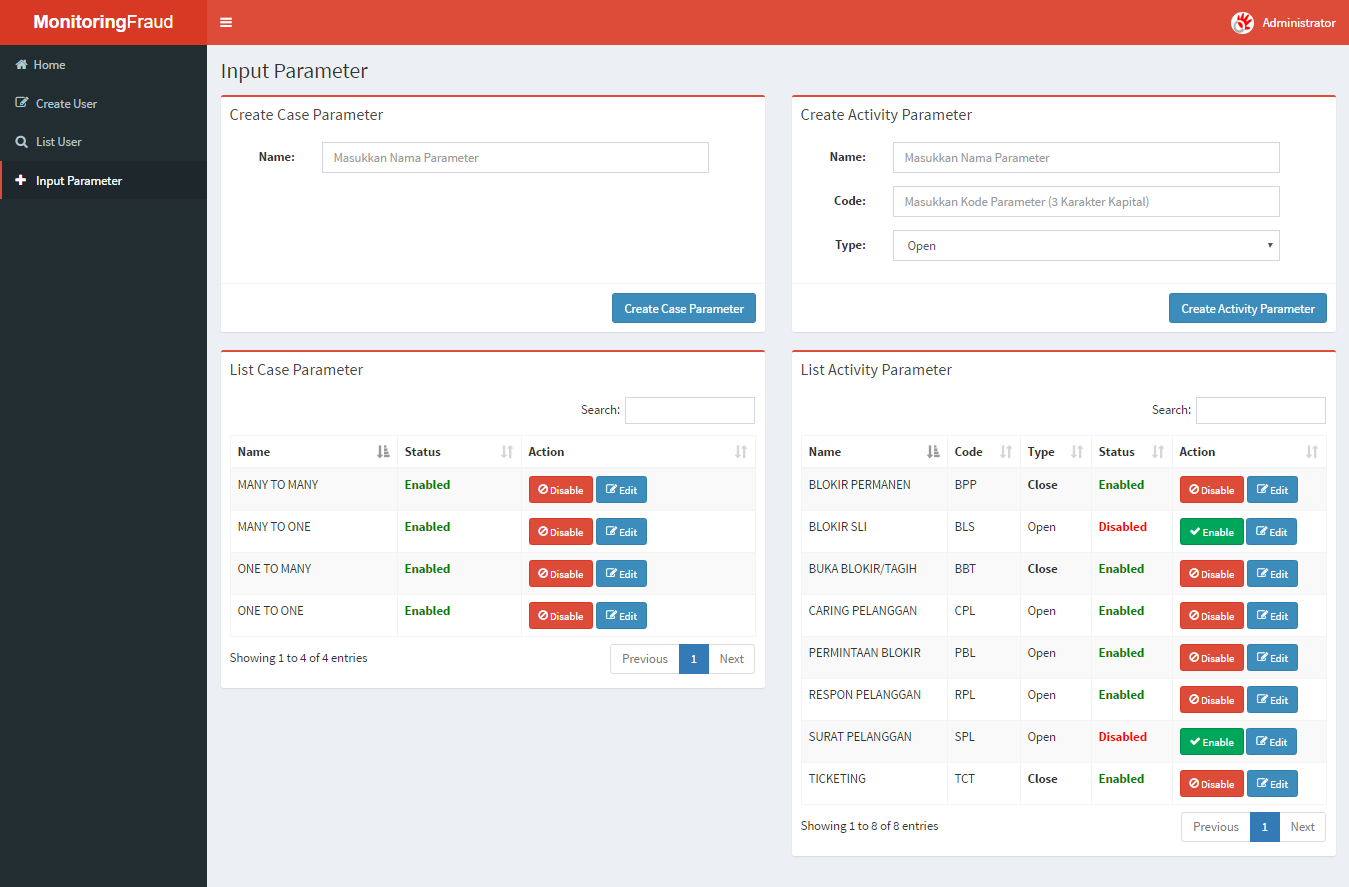 MonitoringFraud
Administrator
Home
Create User
List User
Input Parameter
Input Parameter
Create Case Parameter
Name: Masukkan Nama Parameter
Create Case Parameter
Create Activity Parameter
Name: Masukkan Nama Parameter
Code: Masukkan Kode Parameter (3 Karakter Kapital)
Type: Open
Create Activity Parameter
List Case Parameter
Search:
Name Status Action
MANY TO MANY Enabled Disable Edit
MANY TO ONE Enabled Disable Edit
ONE TO MANY Enabled Disable Edit
ONE TO ONE Enabled Disable Edit
Showing 1 to 4 of 4 entries Previous 1 Next
List Activity Parameter
Search:
Name Code Type Status Action
BLOKIR PERMANEN BPP Close Enabled Disable Edit
BLOKIR SLI BLS Open Disabled Enable Edit
BUKA BLOKIR/TAGIH BBT Close Enabled Disable Edit
CARING PELANGGAN CPL Open Enabled Disable Edit
PERMINTAAN BLOKIR PBL Open Enabled Disable Edit
RESPON PELANGGAN RPL Open Enabled Disable Edit
SURAT PELANGGAN SPL Open Disabled Enable Edit
TICKETING TCT Close Enabled Disable Edit
Showing 1 to 8 of 8 entries Previous 1 Next